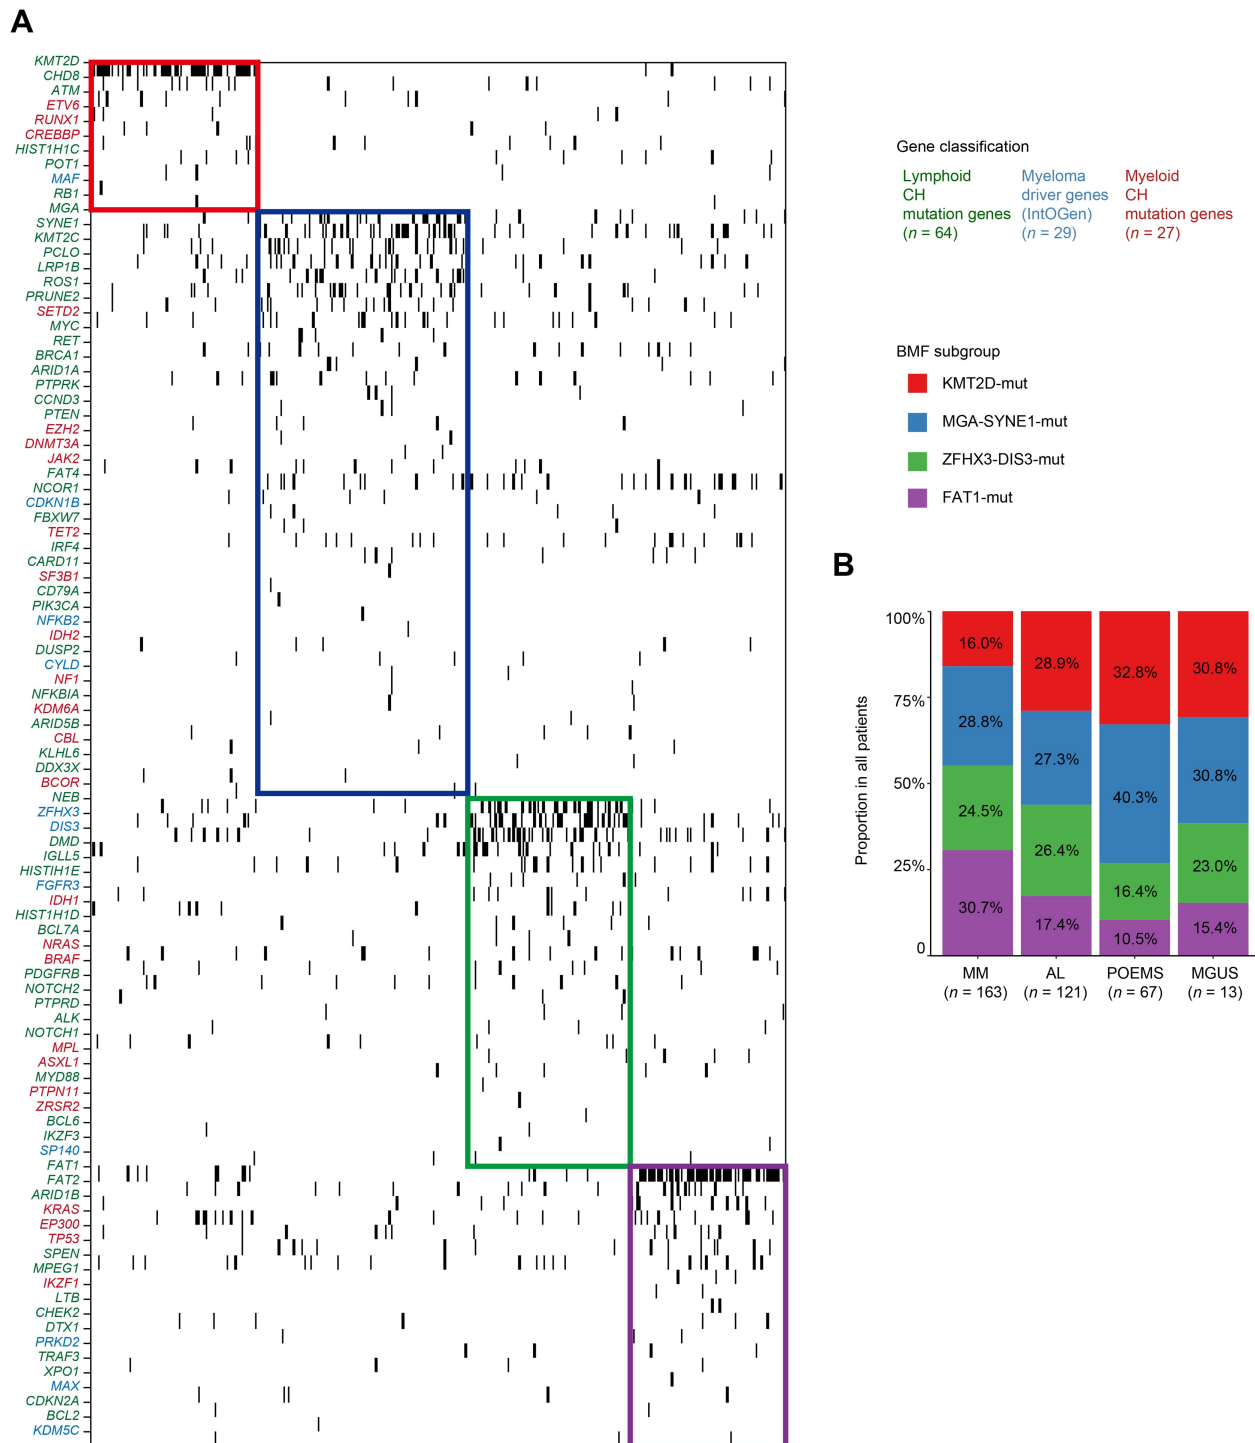 A
KMT2D
CHD8
ATM
ETV6
RUNX1
CREBBP
HIST1H1C
POT1
MAF
RB1
MGA
SYNE1
KMT2C
PCLO
LRP1B
ROS1
PRUNE2
SETD2
MYC
RET
BRCA1
ARID1A
PTPRK
CCND3
PTEN
EZH2
DNMT3A
JAK2
FAT4
NCOR1
CDKN1B
FBXW7
TET2
IRF4
CARD11
SF3B1
CD79A
PIK3CA
NFKB2
IDH2
DUSP2
CYLD
NF1
NFKBIA
KDM6A
ARID5B
CBL
KLHL6
DDX3X
BCOR
NEB
ZFHX3
DIS3
DMD
IGLL5
HISTIH1E
FGFR3
IDH1
HIST1H1D
BCL7A
NRAS
BRAF
PDGFRB
NOTCH2
PTPRD
ALK
NOTCH1
MPL
ASXL1
MYD88
PTPN11
ZRSR2
BCL6
IKZF3
SP140
FAT1
FAT2
ARID1B
KRAS
EP300
TP53
SPEN
MPEG1
IKZF1
LTB
CHEK2
DTX1
PRKD2
TRAF3
XPO1
MAX
CDKN2A
BCL2
KDM5C
Gene classification
Lymphoid
CH
mutation genes
(n = 64)
Myeloma
driver genes
(IntOGen)
(n = 29)
Myeloid
CH
mutation genes
(n = 27)
BMF subgroup
KMT2D-mut
MGA-SYNE1-mut
ZFHX3-DIS3-mut
FAT1-mut
B
Proportion in all patients
100%
75%
50%
25%
0
16.0%
28.8%
24.5%
30.7%
28.9%
27.3%
26.4%
17.4%
32.8%
40.3%
16.4%
10.5%
30.8%
30.8%
23.0%
15.4%
MM
(n = 163)
AL
(n = 121)
POEMS
(n = 67)
MGUS
(n = 13)